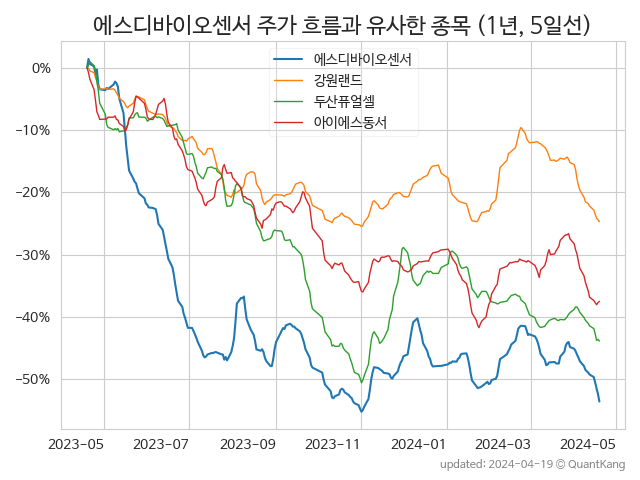 에스디바이오센서 주가 흐름과 유사한 종목 (1년, 5일선)
에스디바이오센서
강원랜드
두산퓨얼셀
아이에스동서
0%
−10%
−20%
−30%
−40%
−50%
2023-05 2023-07 2023-09 2023-11 2024-01 2024-03 2024-05
updated: 2024-04-19 © QuantKang